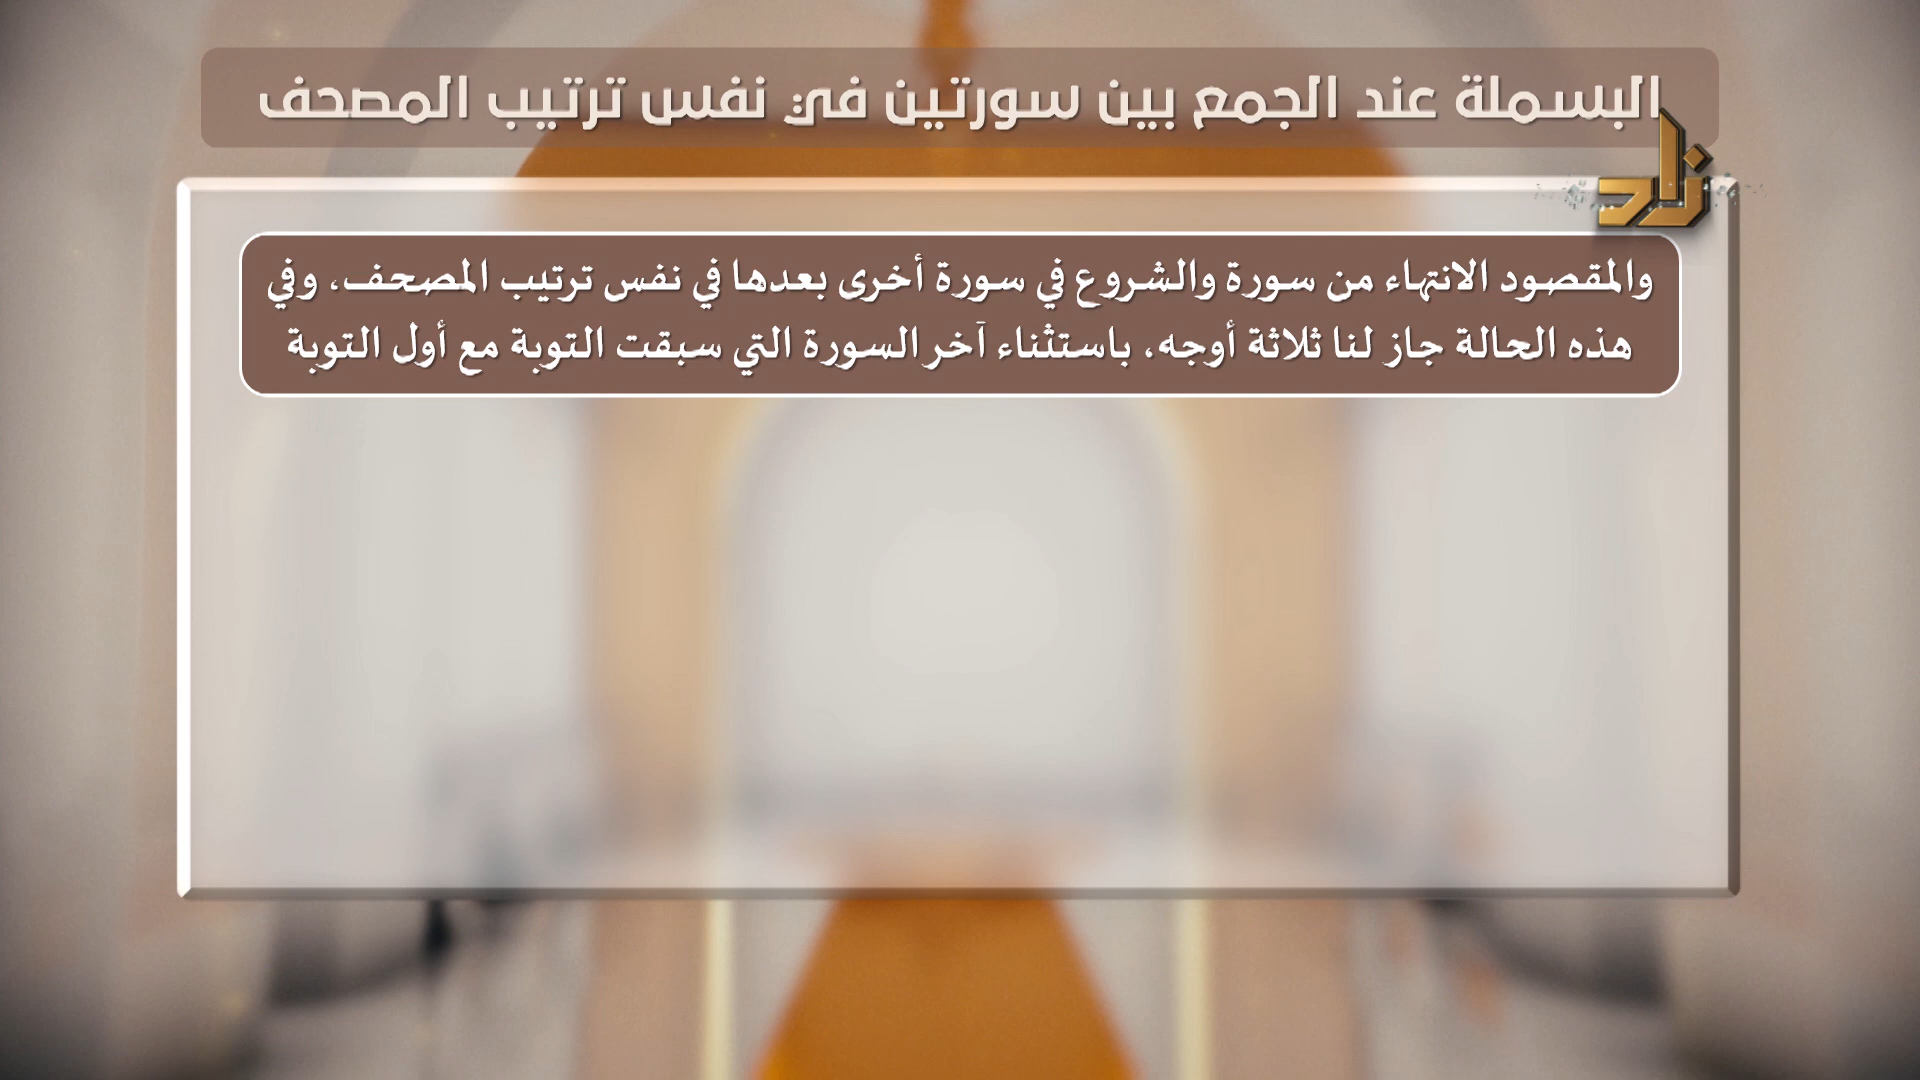 البسملة عند الجمع بين سورتين في نفس ترتيب المصحف
زاد
والمقصود الانتهاء من سورة والشروع في سورة أخرى بعدها في نفس ترتيب المصحف، وفي
هذه الحالة جاز لنا ثلاثة أوجه، باستثناء آخر السورة التي سبقت التوبة مع أول التوبة